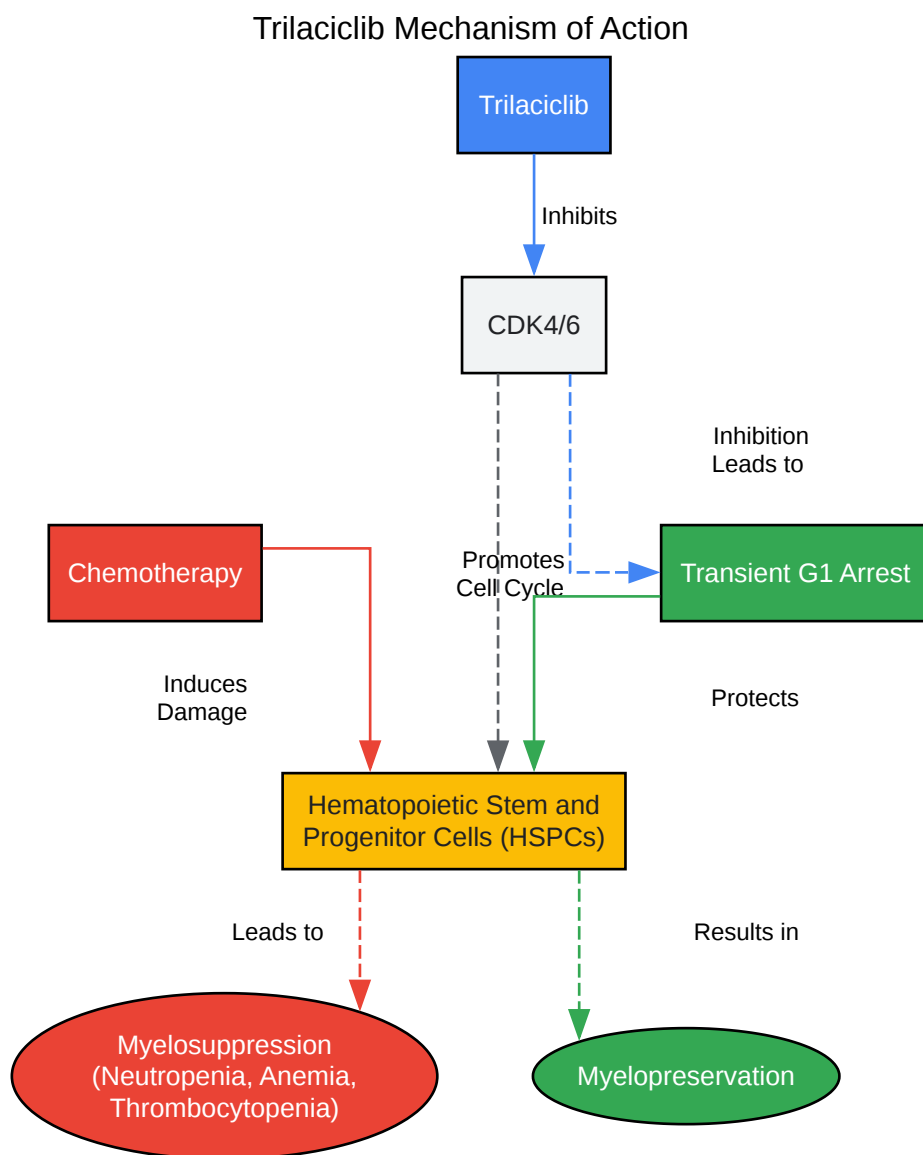 Trilaciclib Mechanism of Action
Trilaciclib
Inhibits
CDK4/6
Inhibition
Leads to
Chemotherapy
Promotes
Cell Cycle
Transient G1 Arrest
Induces
Damage
Protects
Hematopoietic Stem and
Progenitor Cells (HSPCs)
Leads to
Results in
Myelosuppression
(Neutropenia, Anemia,
Thrombocytopenia)
Myelopreservation